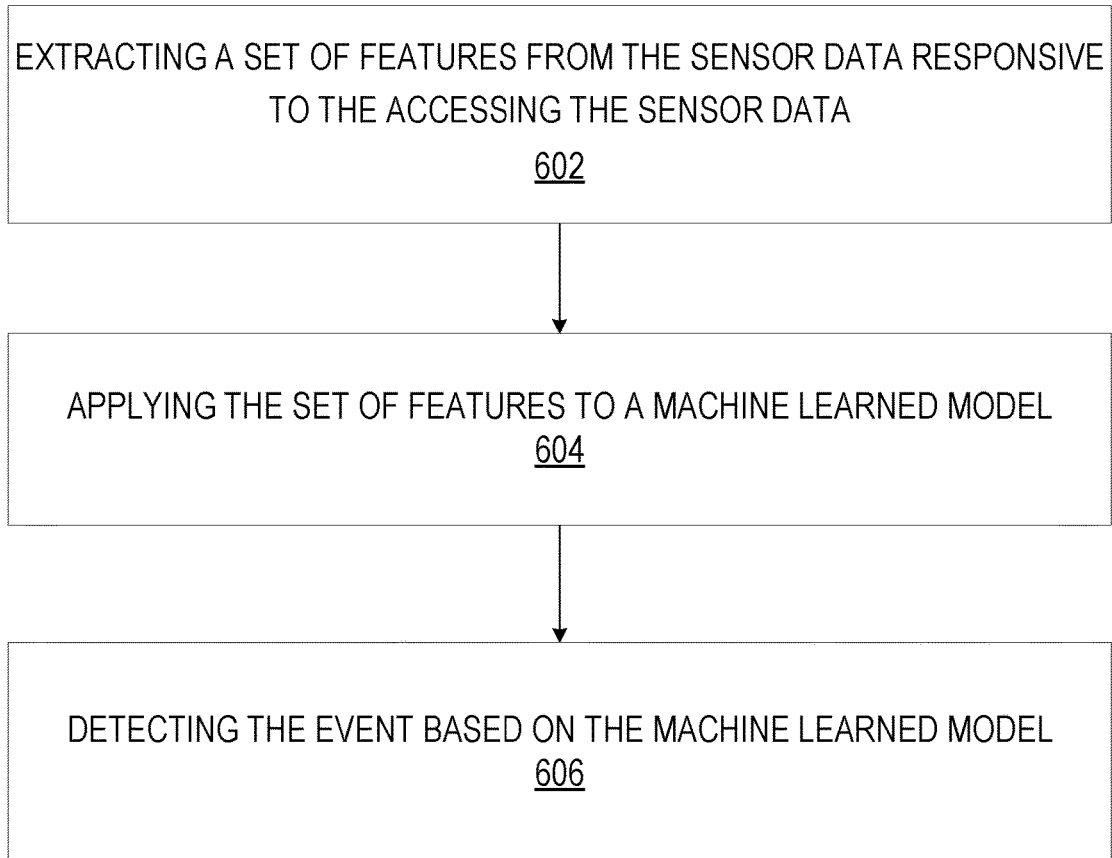 EXTRACTING A SET OF FEATURES FROM THE SENSOR DATA RESPONSIVE
TO THE ACCESSING THE SENSOR DATA
602
APPLYING THE SET OF FEATURES TO A MACHINE LEARNED MODEL
604
DETECTING THE EVENT BASED ON THE MACHINE LEARNED MODEL
606